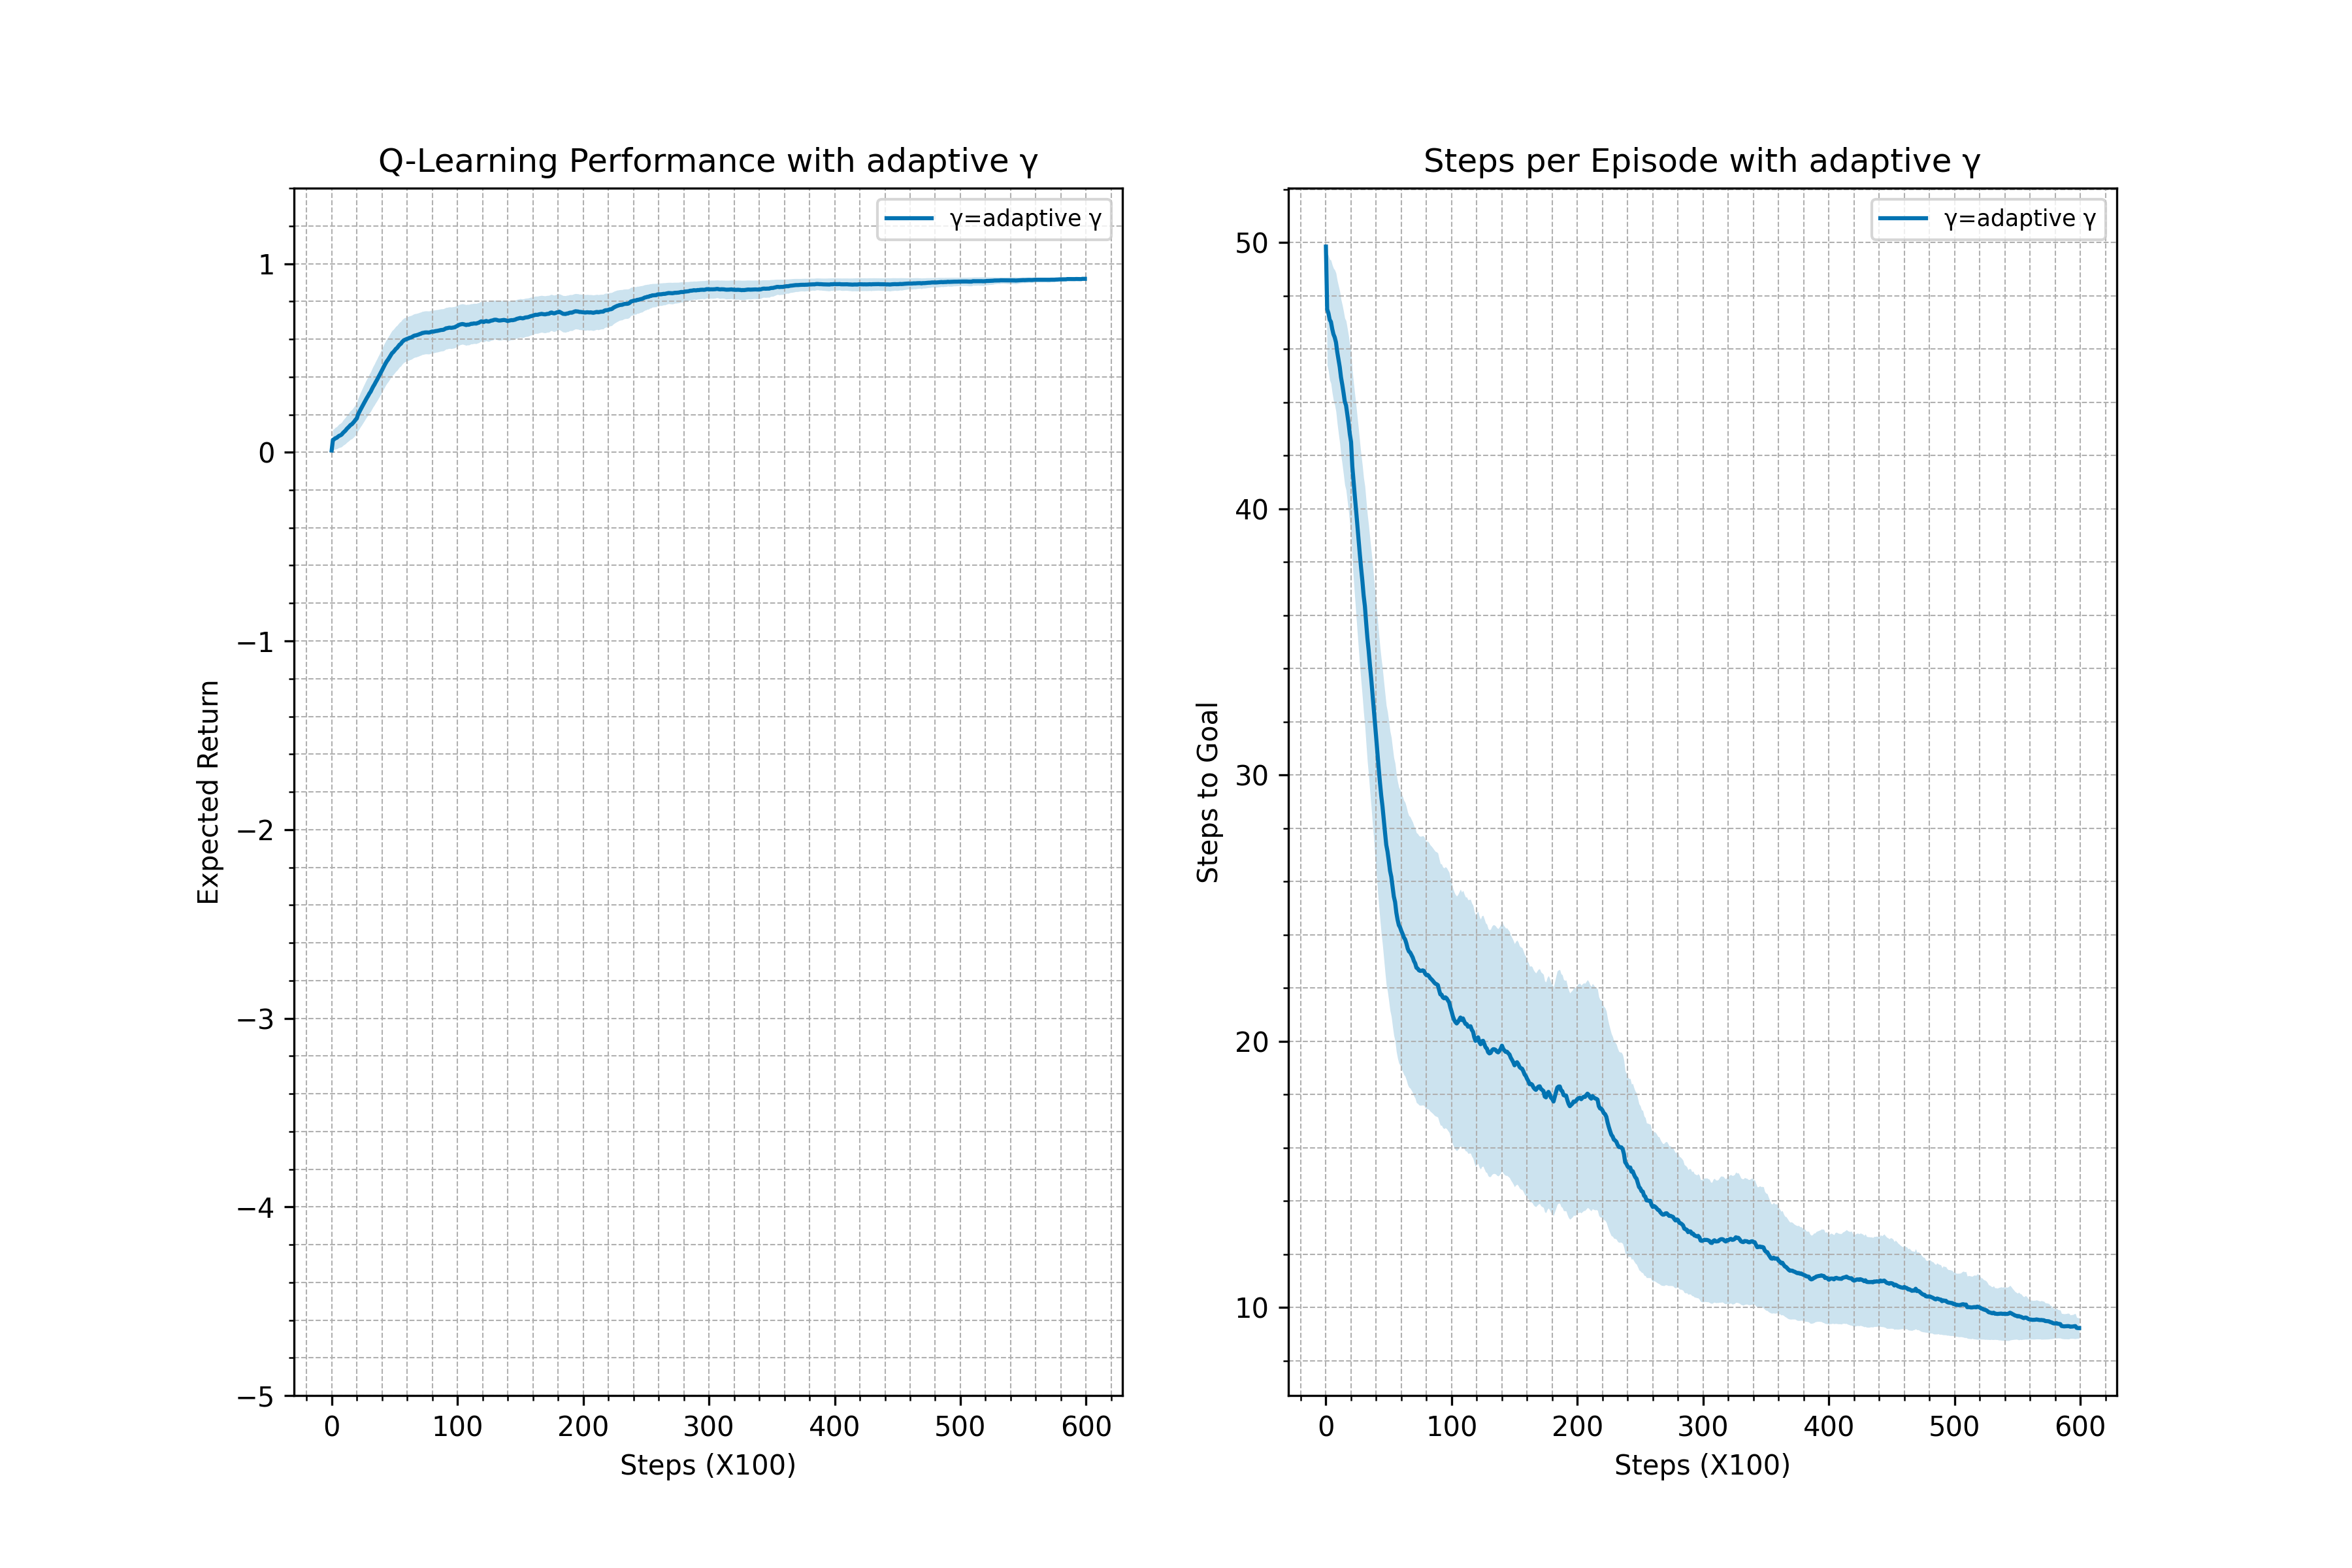 Q-Learning Performance with adaptive γ
γ=adaptive γ
1
0
−1
−2
−3
−4
−5
Expected Return
0 100 200 300 400 500 600
Steps (X100)
Steps per Episode with adaptive γ
γ=adaptive γ
50
40
30
20
10
Steps to Goal
0 100 200 300 400 500 600
Steps (X100)